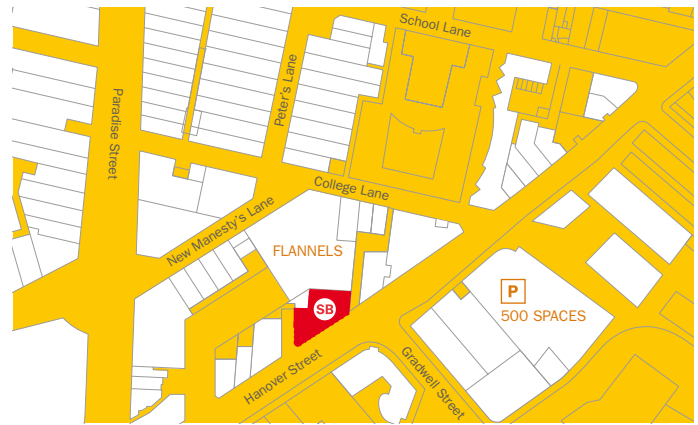 School Lane
Peter's Lane
Paradise Street
College Lane
New Manesty's Lane
FLANNELS
SB
P
500 SPACES
Hanover Street
Gradwell Street